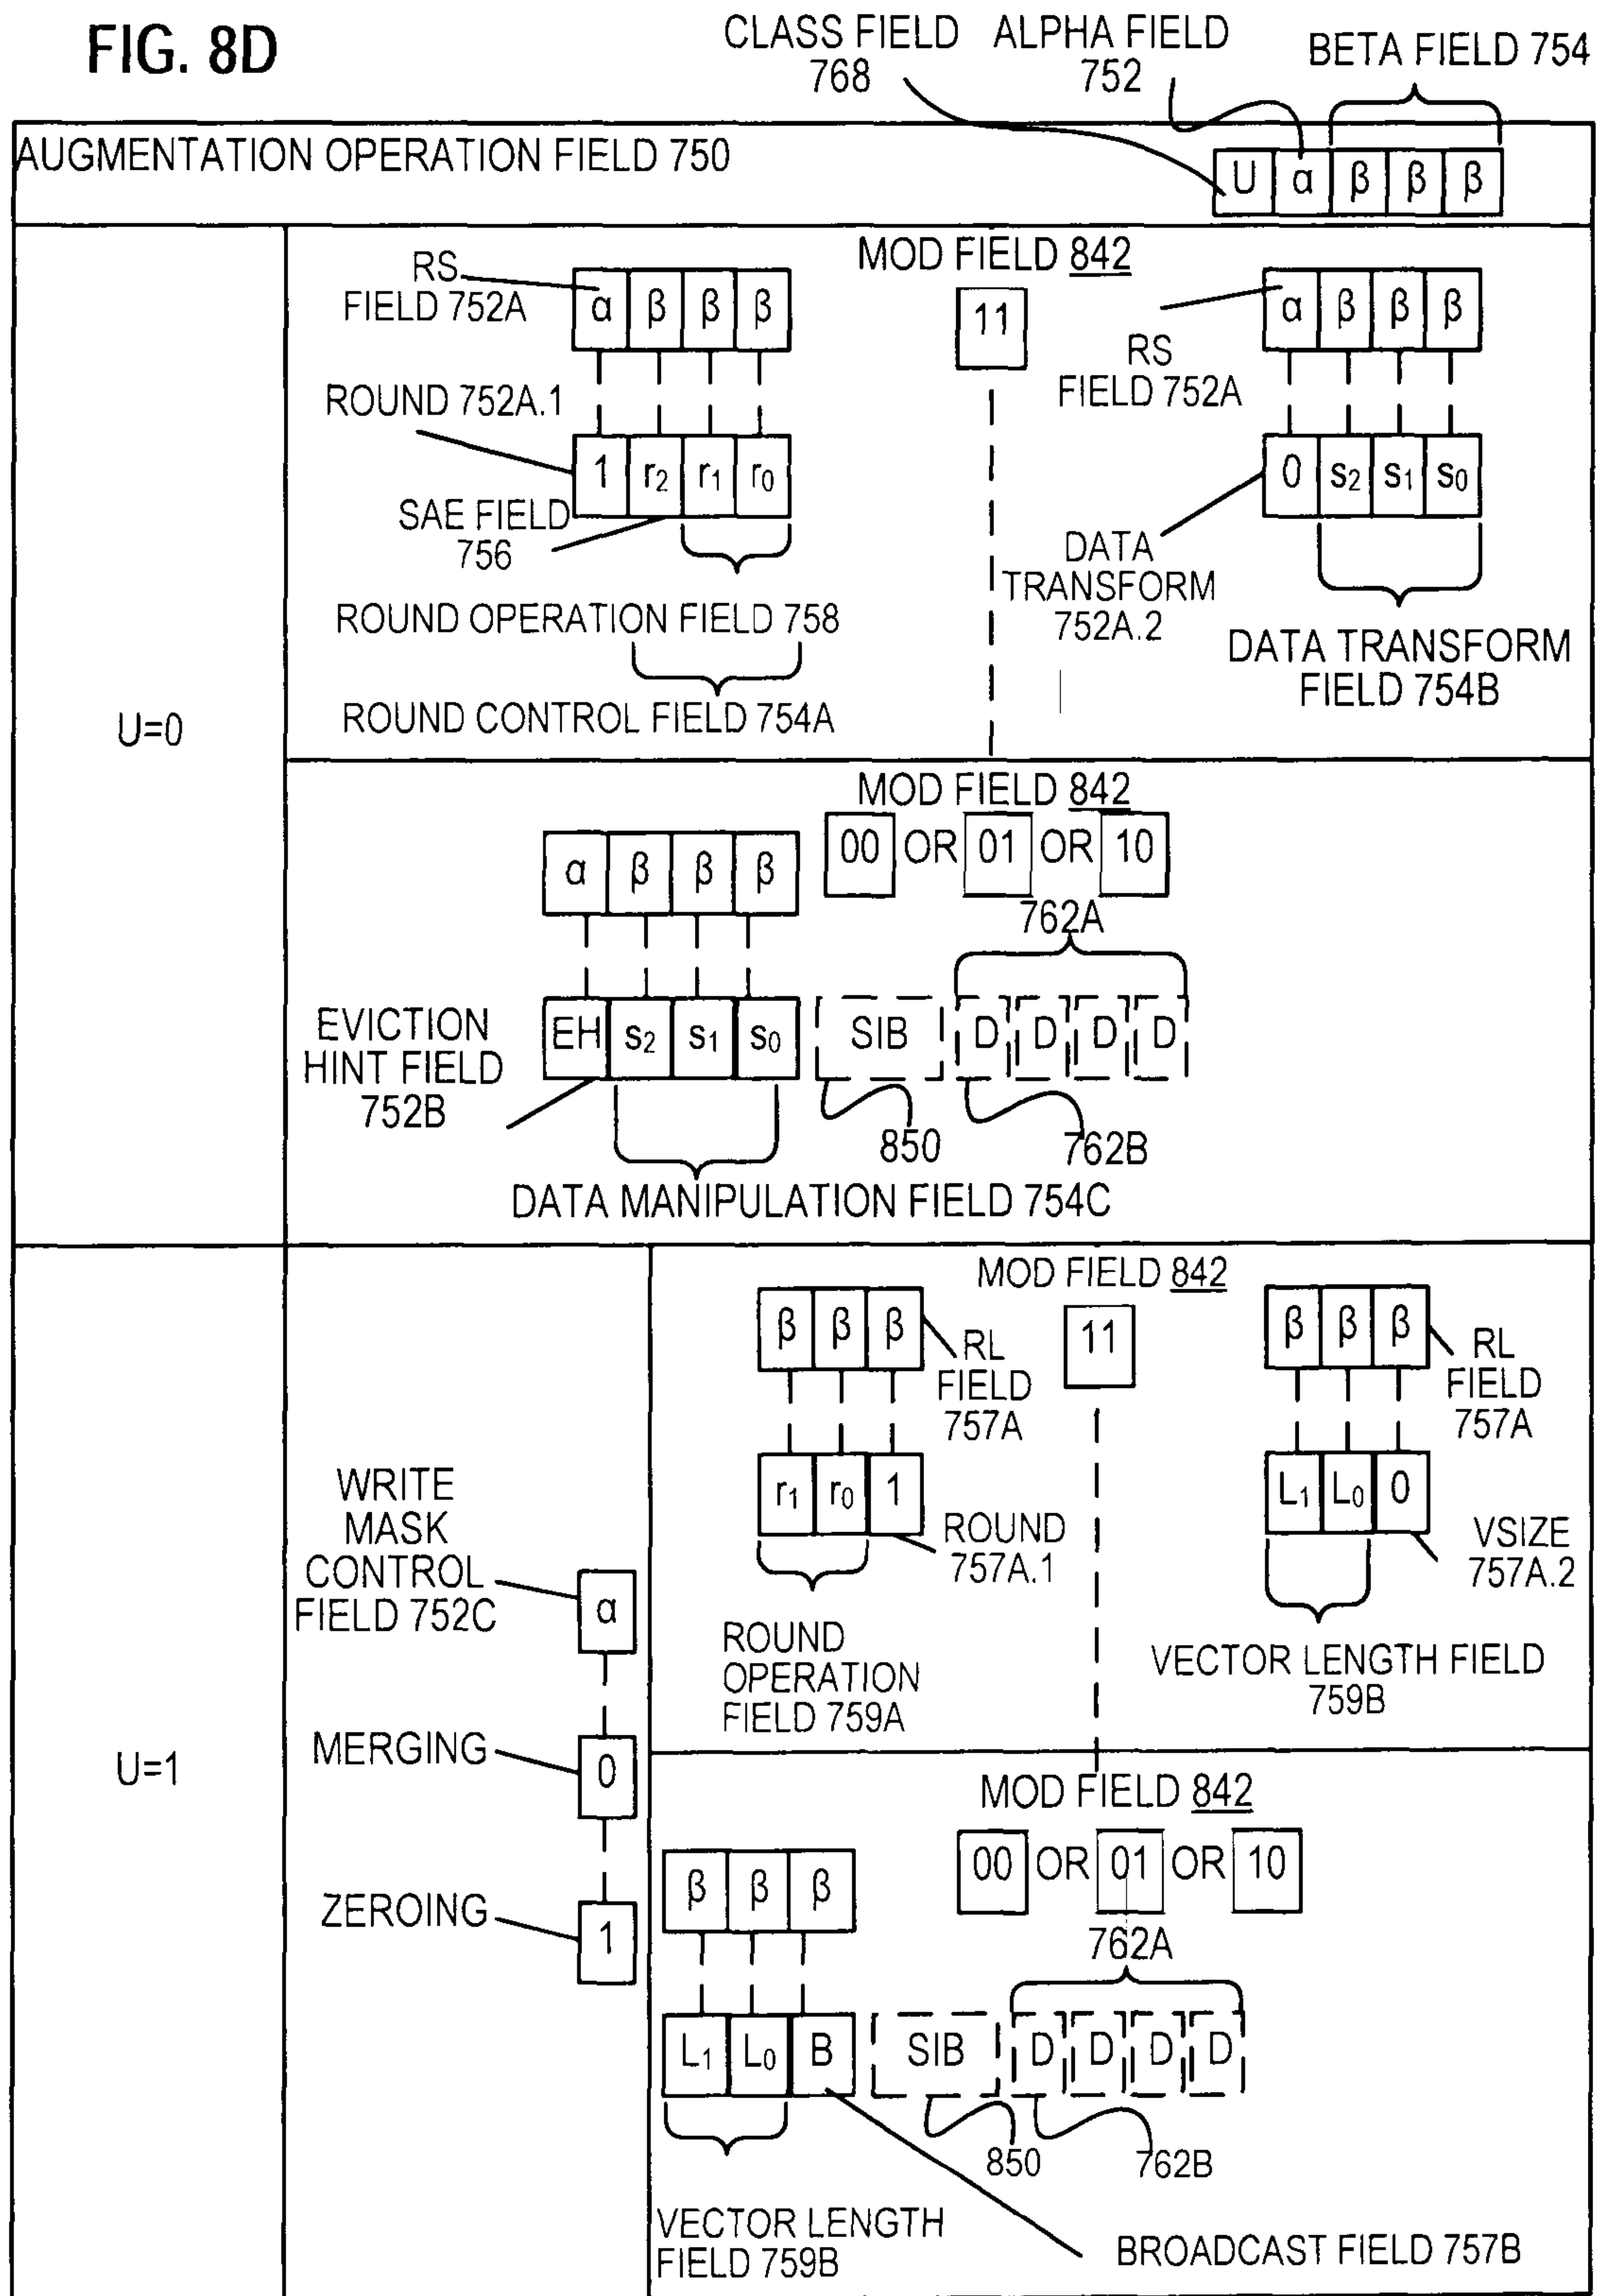 FIG. 8D
CLASS FIELD
768
ALPHA FIELD
752
BETA FIELD 754
AUGMENTATION OPERATION FIELD 750
U α β β β
U=0
MOD FIELD 842
11
RS
FIELD 752A
α β β β
ROUND 752A.1
1 r₂ r₁ r₀
SAE FIELD
756
ROUND OPERATION FIELD 758
ROUND CONTROL FIELD 754A
α β β β
RS
FIELD 752A
0 s₂ s₁ s₀
DATA
TRANSFORM
752A.2
DATA TRANSFORM
FIELD 754B
MOD FIELD 842
00 OR 01 OR 10
α β β β
762A
EVICTION
HINT FIELD
752B
EH s₂ s₁ s₀ SIB D D D D
850
762B
DATA MANIPULATION FIELD 754C
U=1
WRITE
MASK
CONTROL
FIELD 752C
α
MERGING
0
ZEROING
1
MOD FIELD 842
11
β β β
RL
FIELD
757A
r₁ r₀ 1
ROUND
757A.1
ROUND
OPERATION
FIELD 759A
β β β
RL
FIELD
757A
L₁ L₀ 0
VSIZE
757A.2
VECTOR LENGTH FIELD
759B
MOD FIELD 842
00 OR 01 OR 10
β β β
762A
L₁ L₀ B SIB D D D D
850
762B
VECTOR LENGTH
FIELD 759B
BROADCAST FIELD 757B